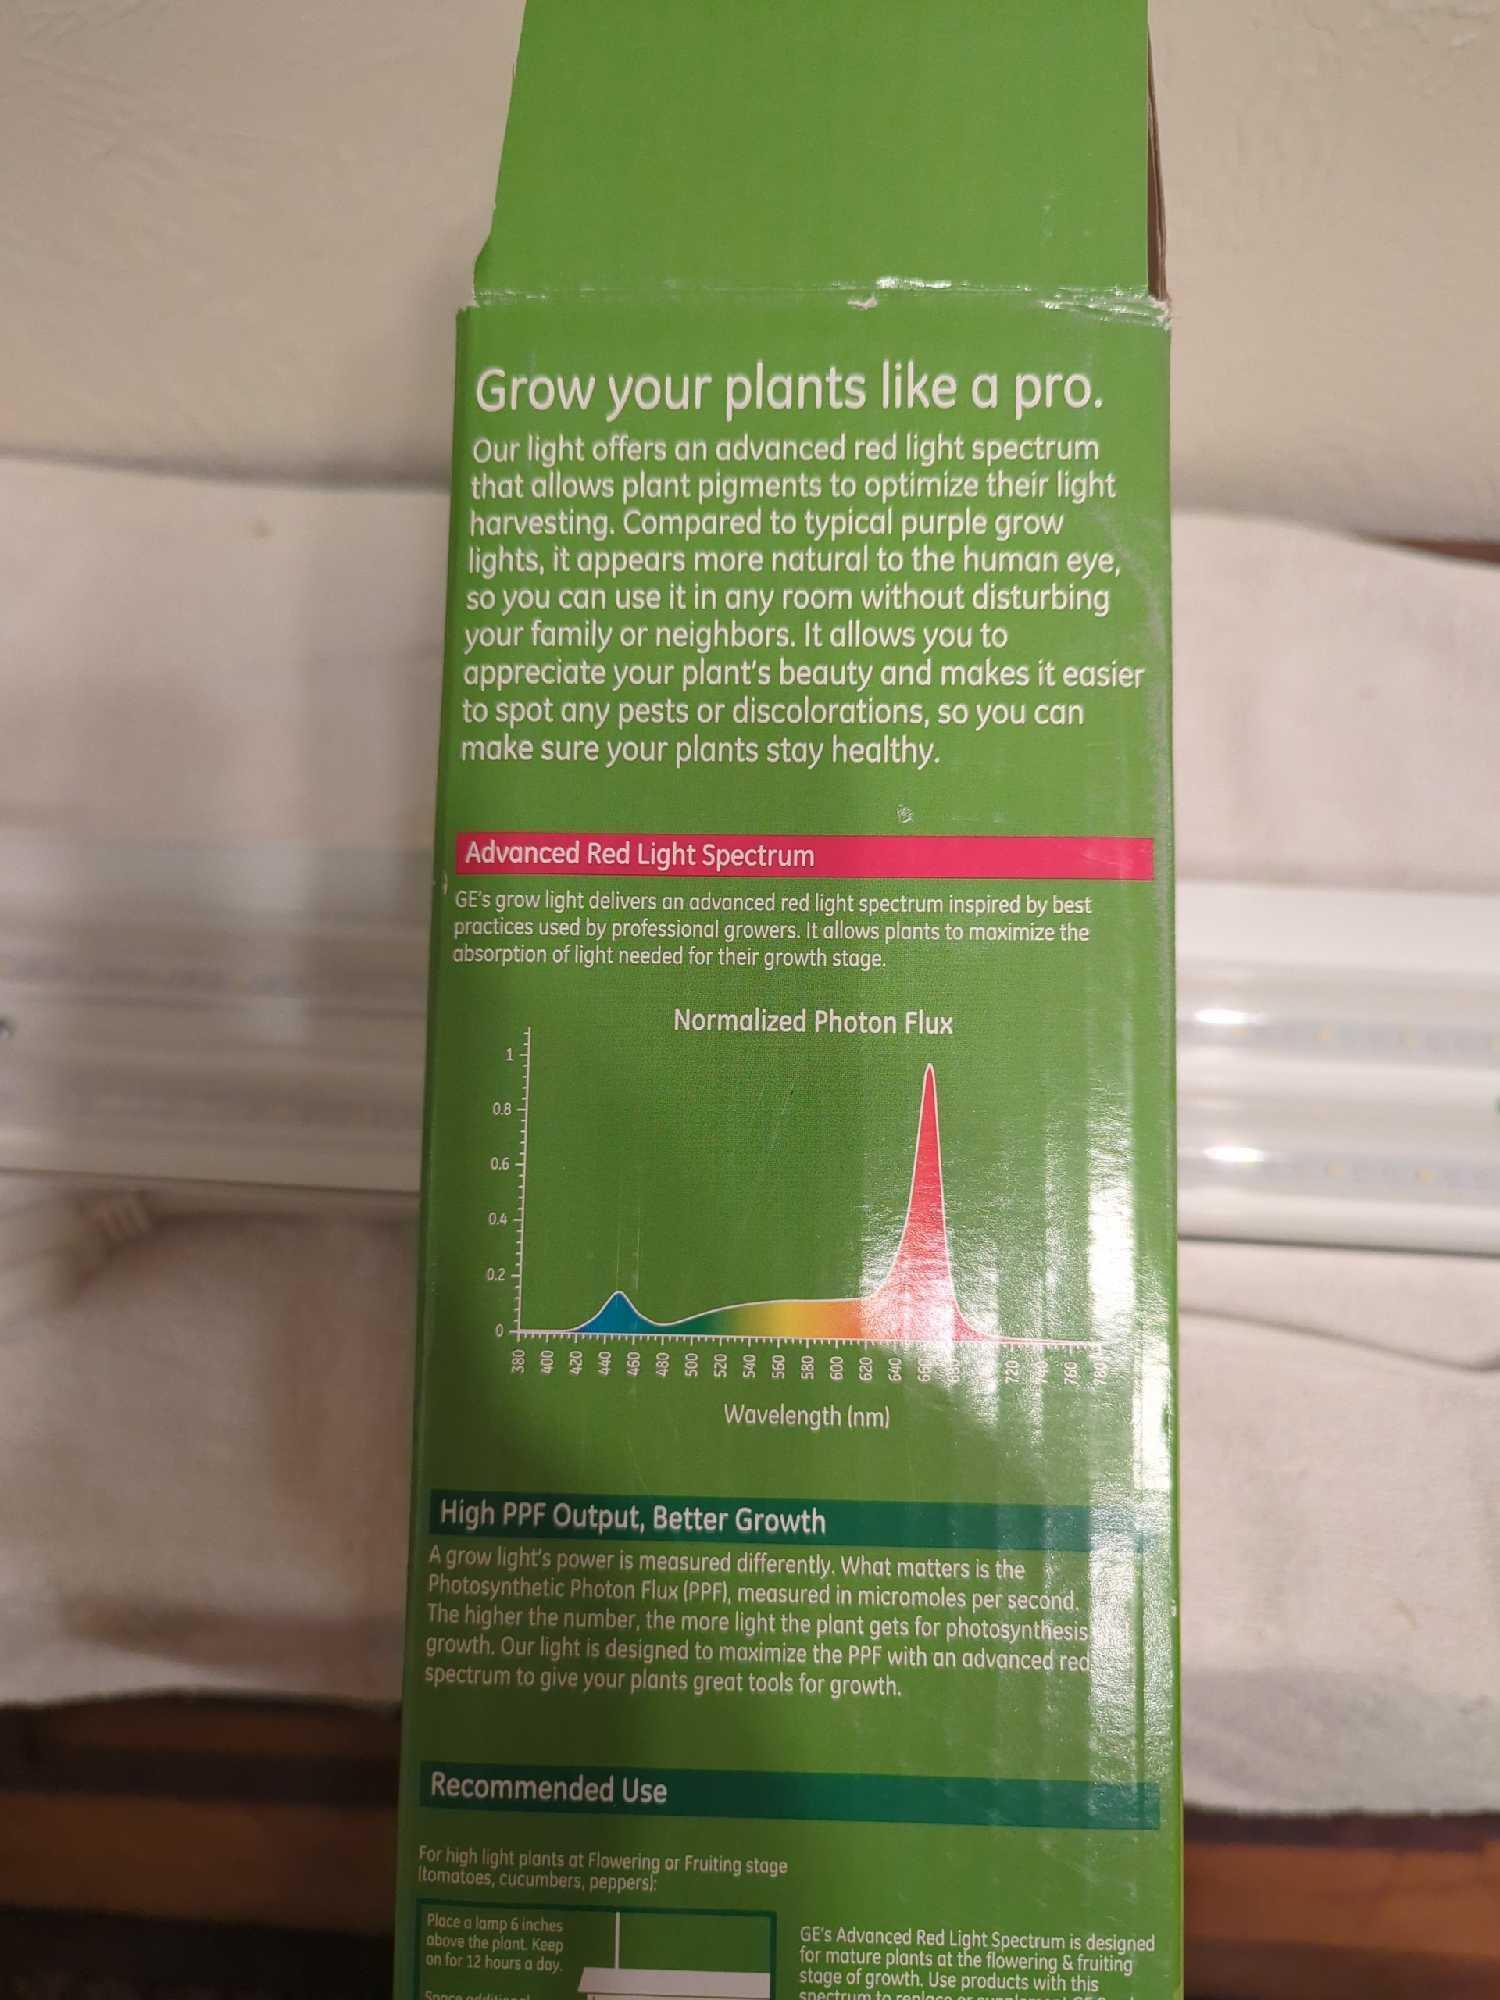 Grow your plants like a pro.
Our light offers an advanced red light spectrum
that allows plant pigments to optimize their light
harvesting. Compared to typical purple grow
lights, it appears more natural to the human eye,
so you can use it in any room without disturbing
your family or neighbors. It allows you to
appreciate your plant's beauty and makes it easier
to spot any pests or discolorations, so you can
make sure your plants stay healthy.
Advanced Red Light Spectrum
GE's grow light delivers an advanced red light spectrum inspired by best
practices used by professional growers. It allows plants to maximize the
absorption of light needed for their growth stage.
Normalized Photon Flux
1
0.8
0.6
0.4
0.2
0
380 400 420 440 460 480 500 520 540 560 580 600 620 640 660 680 720 740 760 780
Wavelength (nm)
High PPF Output, Better Growth
A grow light's power is measured differently. What matters is the
Photosynthetic Photon Flux (PPF), measured in micromoles per second.
The higher the number, the more light the plant gets for photosynthesis
growth. Our light is designed to maximize the PPF with an advanced red
spectrum to give your plants great tools for growth.
Recommended Use
For high light plants at Flowering or Fruiting stage
(tomatoes, cucumbers, peppers):
Place a lamp 6 inches
above the plant. Keep
on for 12 hours a day.
Space additional
GE's Advanced Red Light Spectrum is designed
for mature plants at the flowering & fruiting
stage of growth. Use products with this
spectrum to replace or supplement